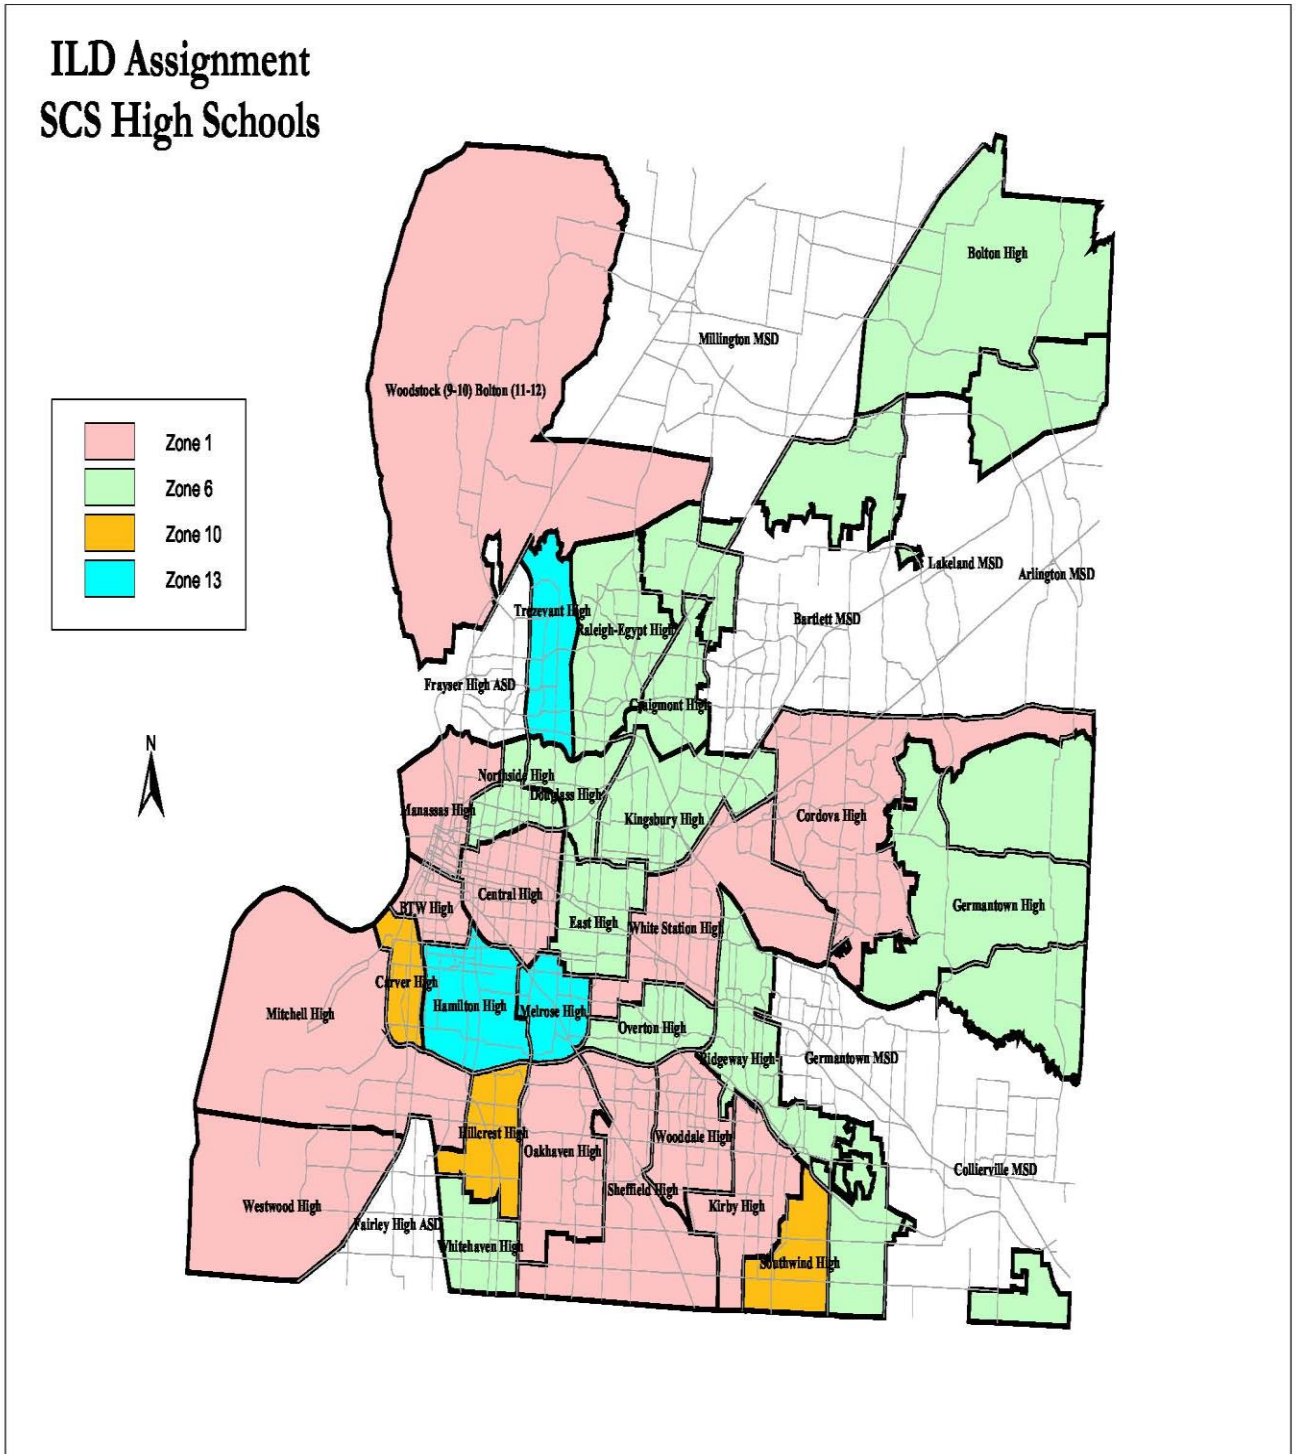 ILD Assignment
SCS High Schools
Bolton High
Millington MSD
Woodstock (9-10) Bolton (11-12)
Zone 1
Zone 6
Zone 10
Zone 13
Lakeland MSD
Arlington MSD
Trezevant High
Bartlett MSD
Raleigh-Egypt High
Frayser High ASD
Craigmont High
N
Northside High
Douglass High
Manassas High
Kingsbury High
Cordova High
Central High
BTW High
Germantown High
East High
White Station High
Carver High
Hamilton High
Melrose High
Mitchell High
Overton High
Ridgeway High
Germantown MSD
Hillcrest High
Wooddale High
Oakhaven High
Collierville MSD
Sheffield High
Westwood High
Kirby High
Fairley High ASD
Whitehaven High
Southwind High